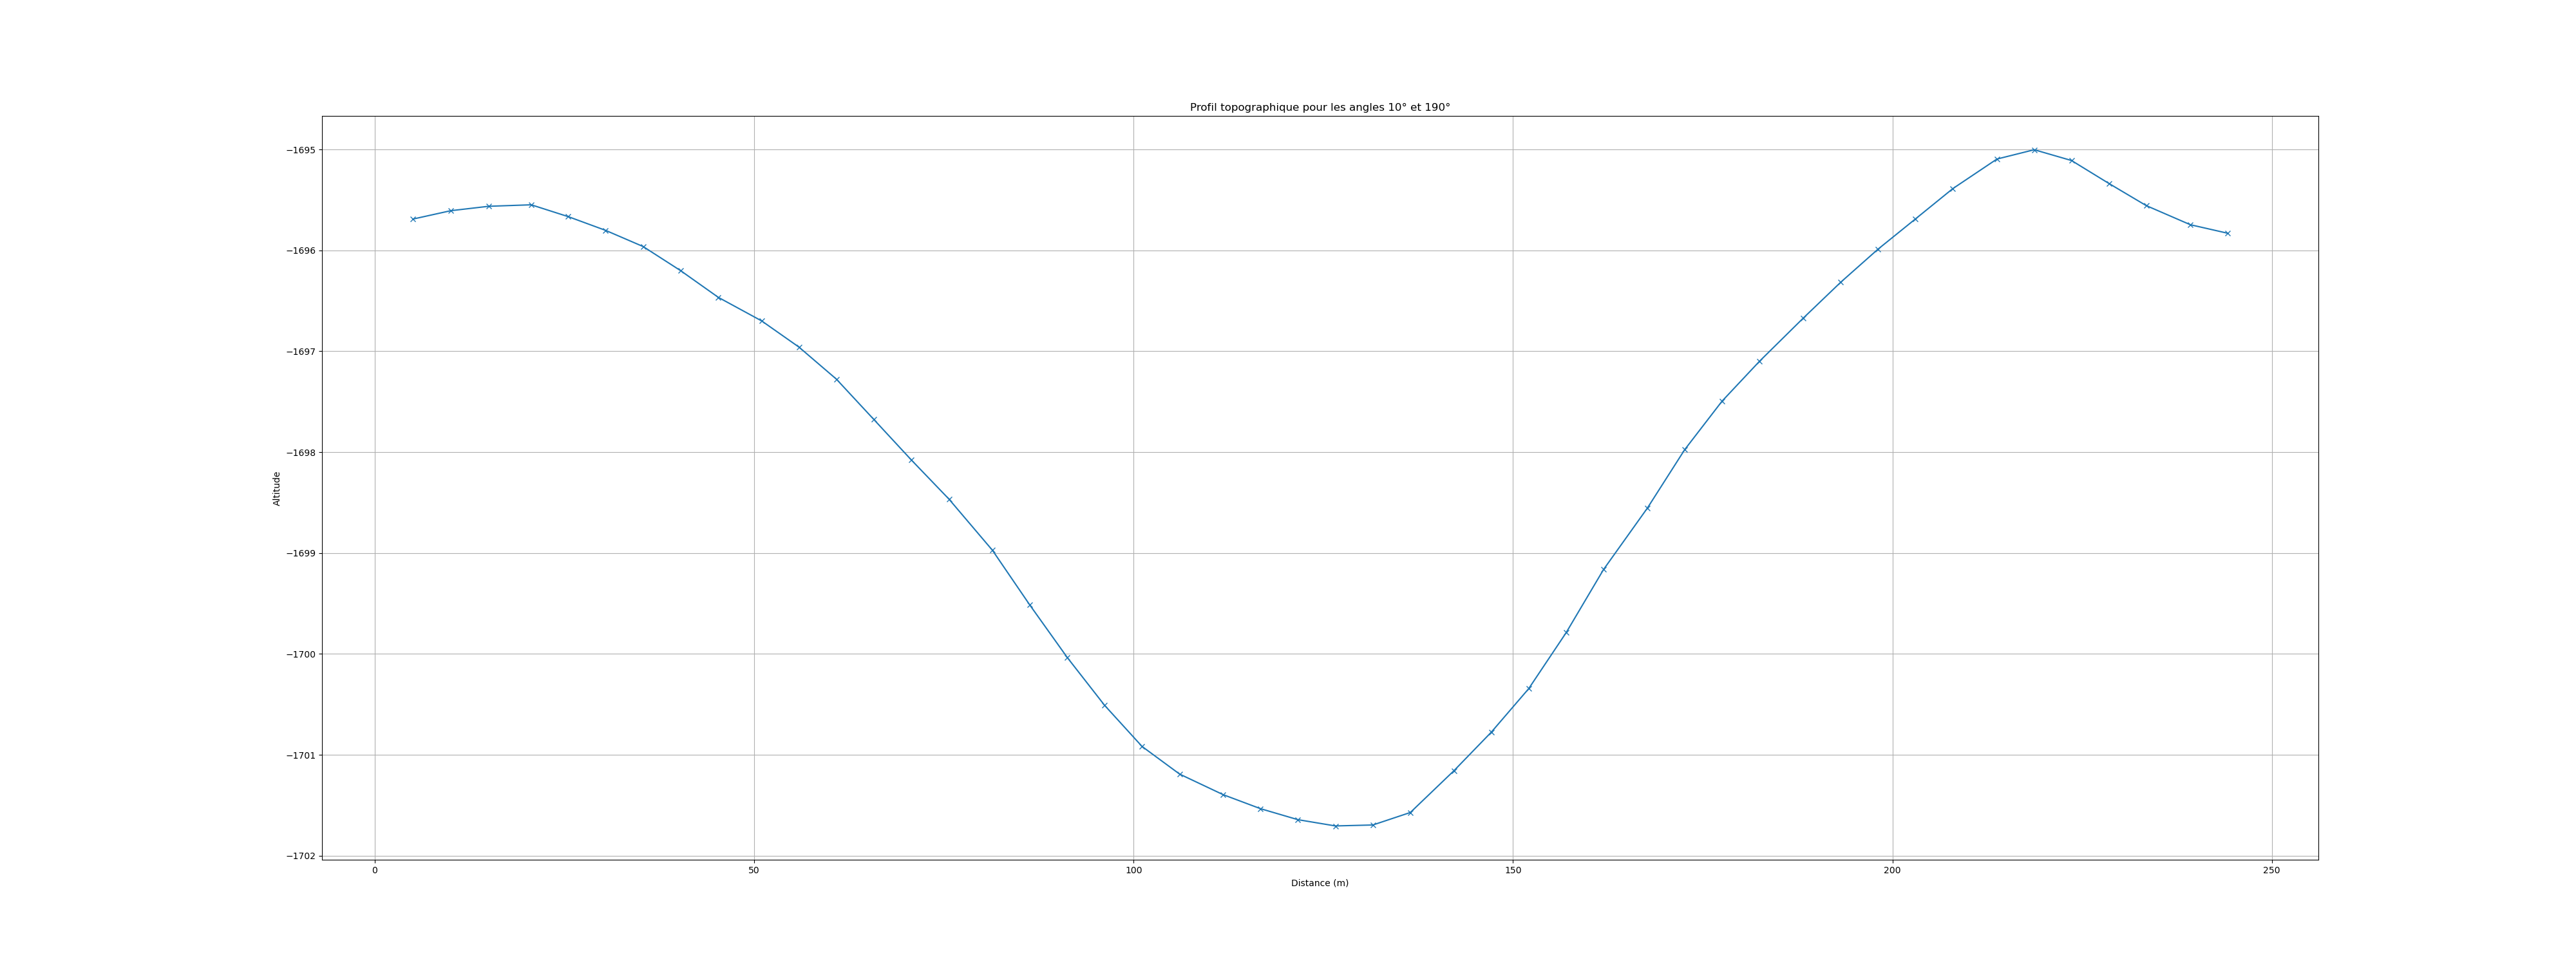 Profil topographique pour les angles 10° et 190°
−1695
−1696
−1697
−1698
−1699
−1700
−1701
−1702
Altitude
0 50 100 150 200 250
Distance (m)